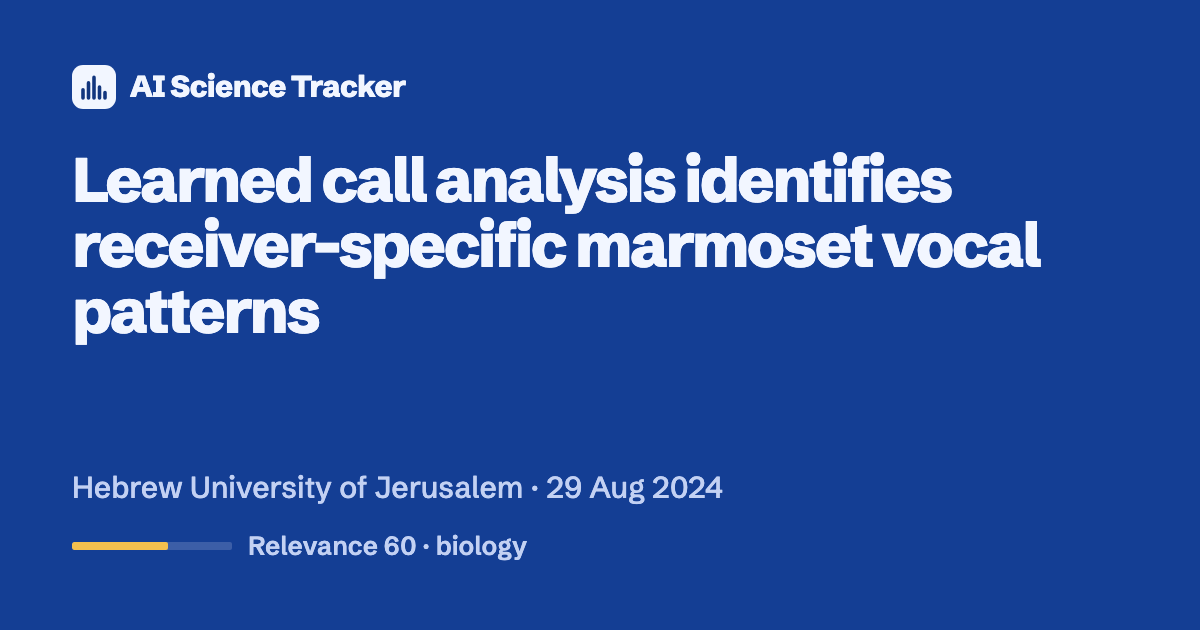 AI Science Tracker
Learned call analysis identifies
receiver-specific marmoset vocal
patterns
Hebrew University of Jerusalem · 29 Aug 2024
Relevance 60 · biology